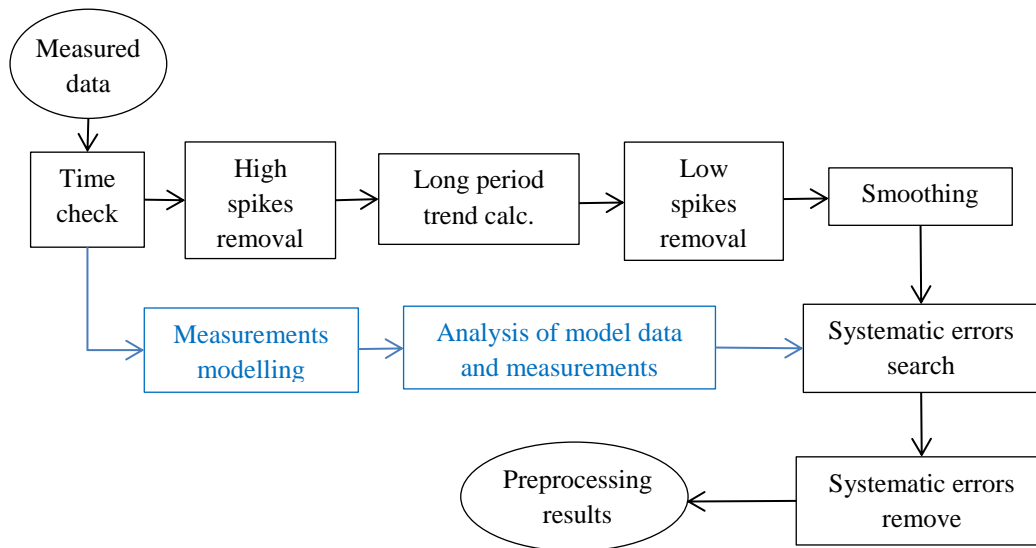 Measured
data
Time
check
High
spikes
removal
Long period
trend calc.
Low
spikes
removal
Smoothing
Measurements
modelling
Analysis of model data
and measurements
Systematic errors
search
Preprocessing
results
Systematic errors
remove